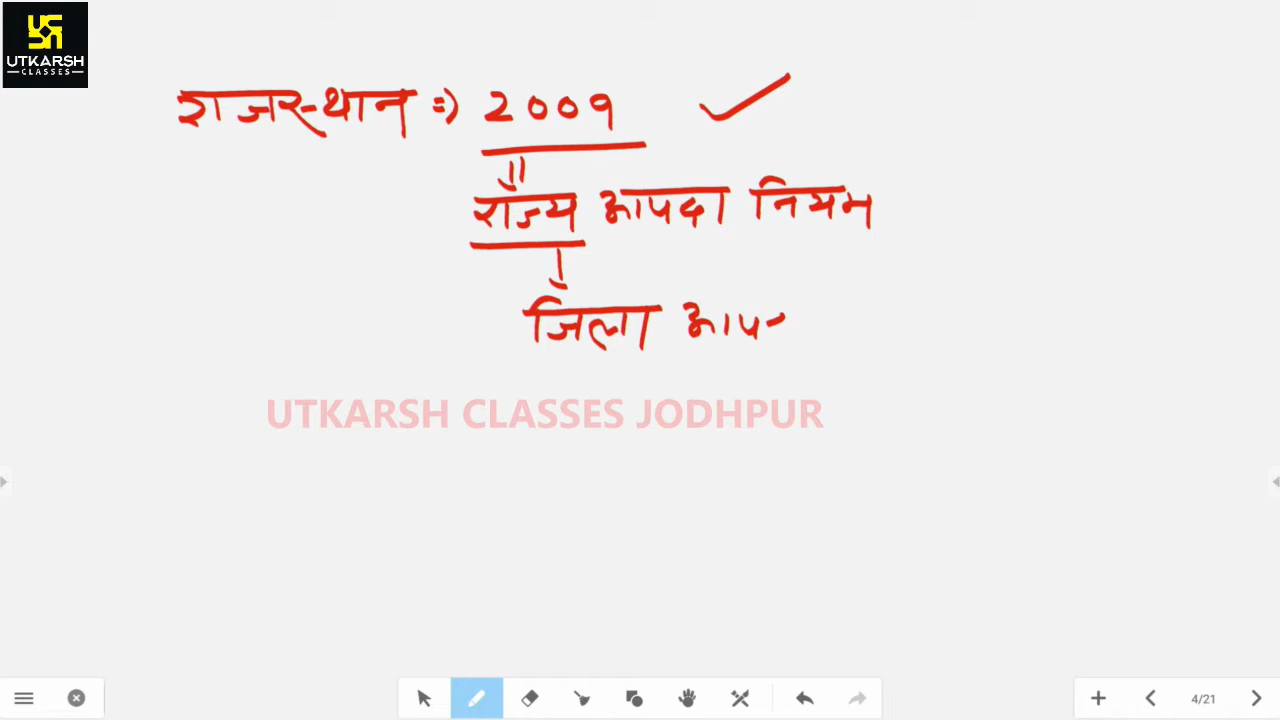 UTKARSH
CLASSES
राजस्थान => 2009
राज्य आपदा नियम
जिला आप
UTKARSH CLASSES JODHPUR
4/21